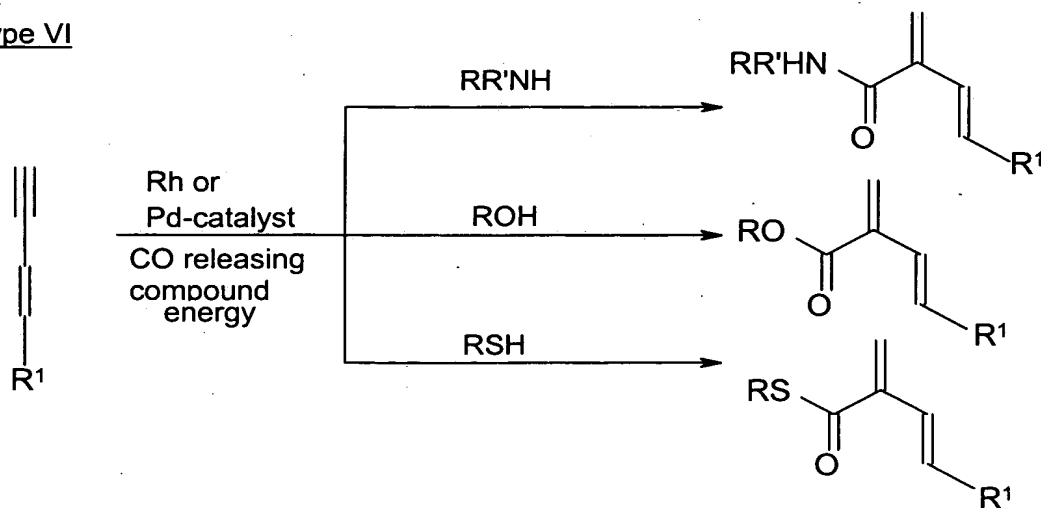 ype VI
RR'NH
RR'HN
O
R¹
Rh or
Pd-catalyst
CO releasing
compound
energy
ROH
RO
O
R¹
RSH
RS
O
R¹
R¹